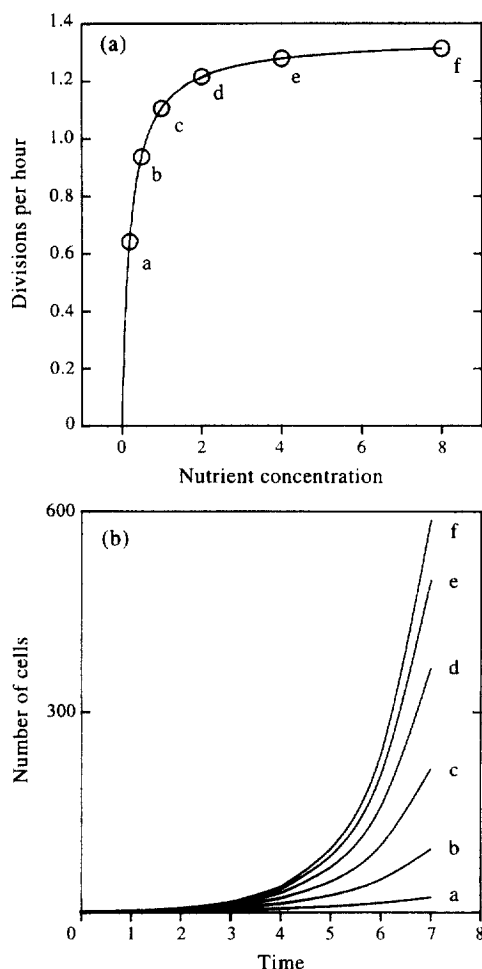 (a)
1.4
1.2
1.0
0.8
0.6
0.4
0.2
0
Divisions per hour
a
b
c
d
e
f
0 2 4 6 8
Nutrient concentration
(b)
600
300
Number of cells
f
e
d
c
b
a
0 1 2 3 4 5 6 7 8
Time